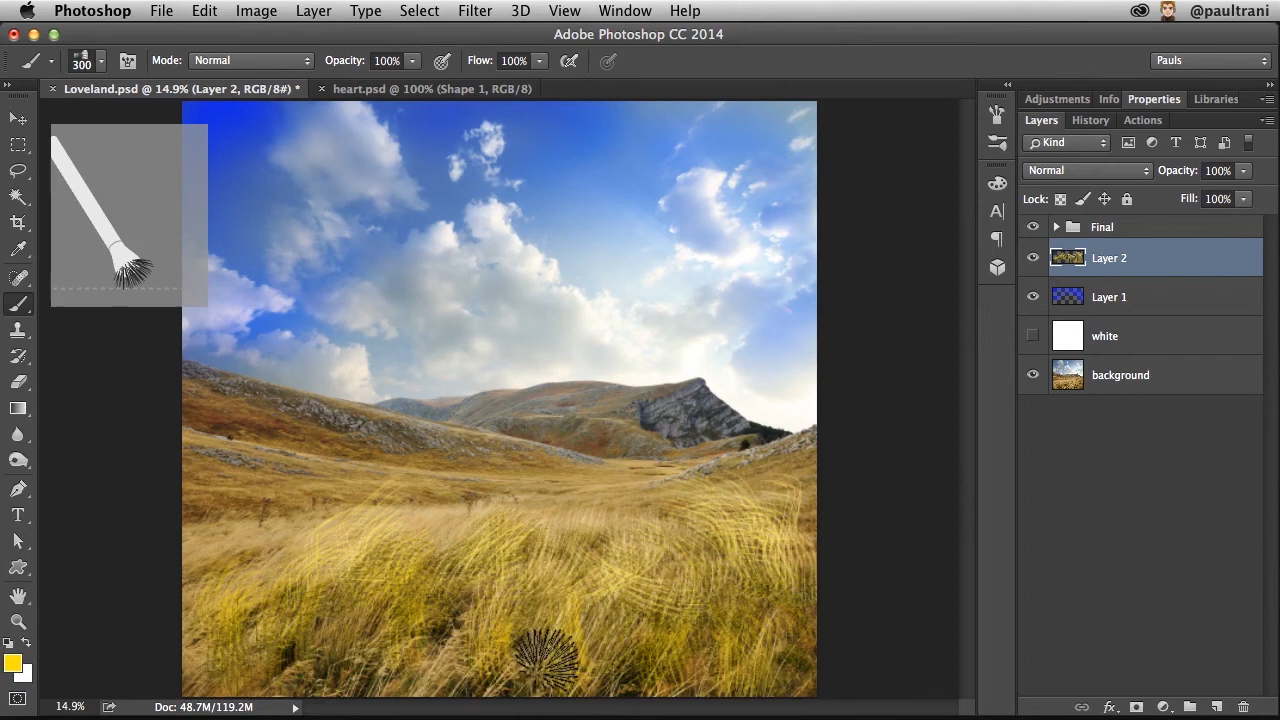 Photoshop File Edit Image Layer Type Select Filter 3D View Window Help @paultrani
Adobe Photoshop CC 2014
300 Mode: Normal Opacity: 100% Flow: 100% Pauls
Loveland.psd @ 14.9% (Layer 2, RGB/8#) * heart.psd @ 100% (Shape 1, RGB/8)
Adjustments Info Properties Libraries
Layers History Actions
Kind
Normal Opacity: 100%
Lock: Fill: 100%
Final
Layer 2
Layer 1
white
background
14.9% Doc: 48.7M/119.2M